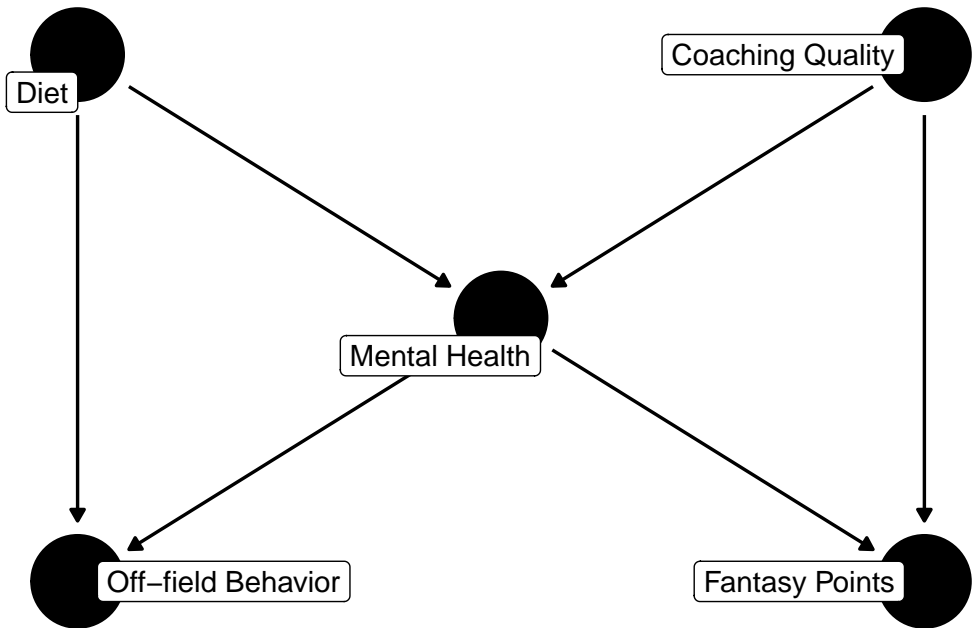 Coaching Quality
Diet
Mental Health
Off−field Behavior
Fantasy Points